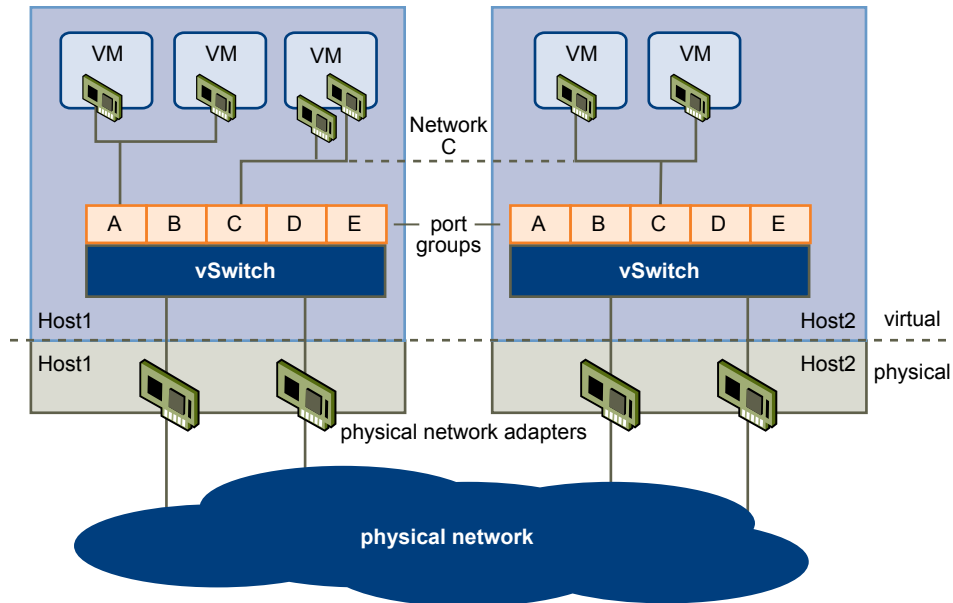 VM
VM
VM
VM
VM
Network
C
A B C D E
port
groups
A B C D E
vSwitch
vSwitch
Host1
Host2
virtual
Host1
Host2
physical
physical network adapters
physical network